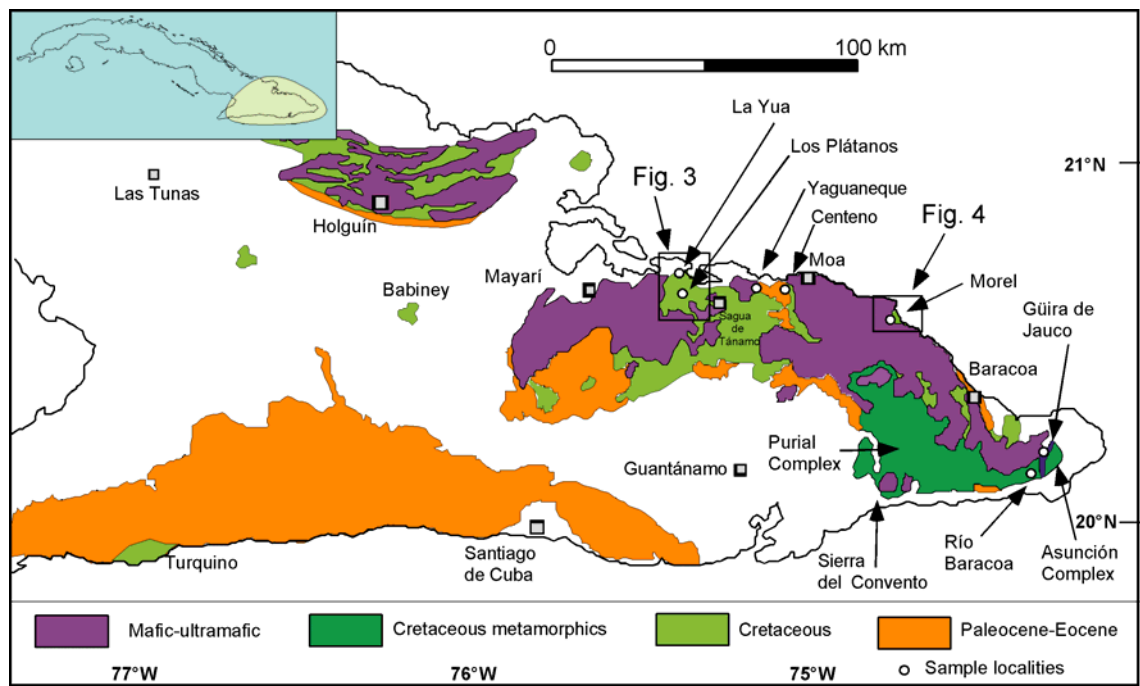 0
100 km
La Yua
Los Plátanos
21°N
Las Tunas
Fig. 3
Yaguaneque
Fig. 4
Centeno
Holguín
Moa
Mayarí
Morel
Babiney
Güira de
Jauco
Sagua
de
Tánamo
Baracoa
Purial
Complex
Guantánamo
20°N
Turquino
Santiago
de Cuba
Sierra
del Convento
Río
Baracoa
Asunción
Complex
Mafic-ultramafic
Cretaceous metamorphics
Cretaceous
Paleocene-Eocene
77°W
76°W
75°W
Sample localities